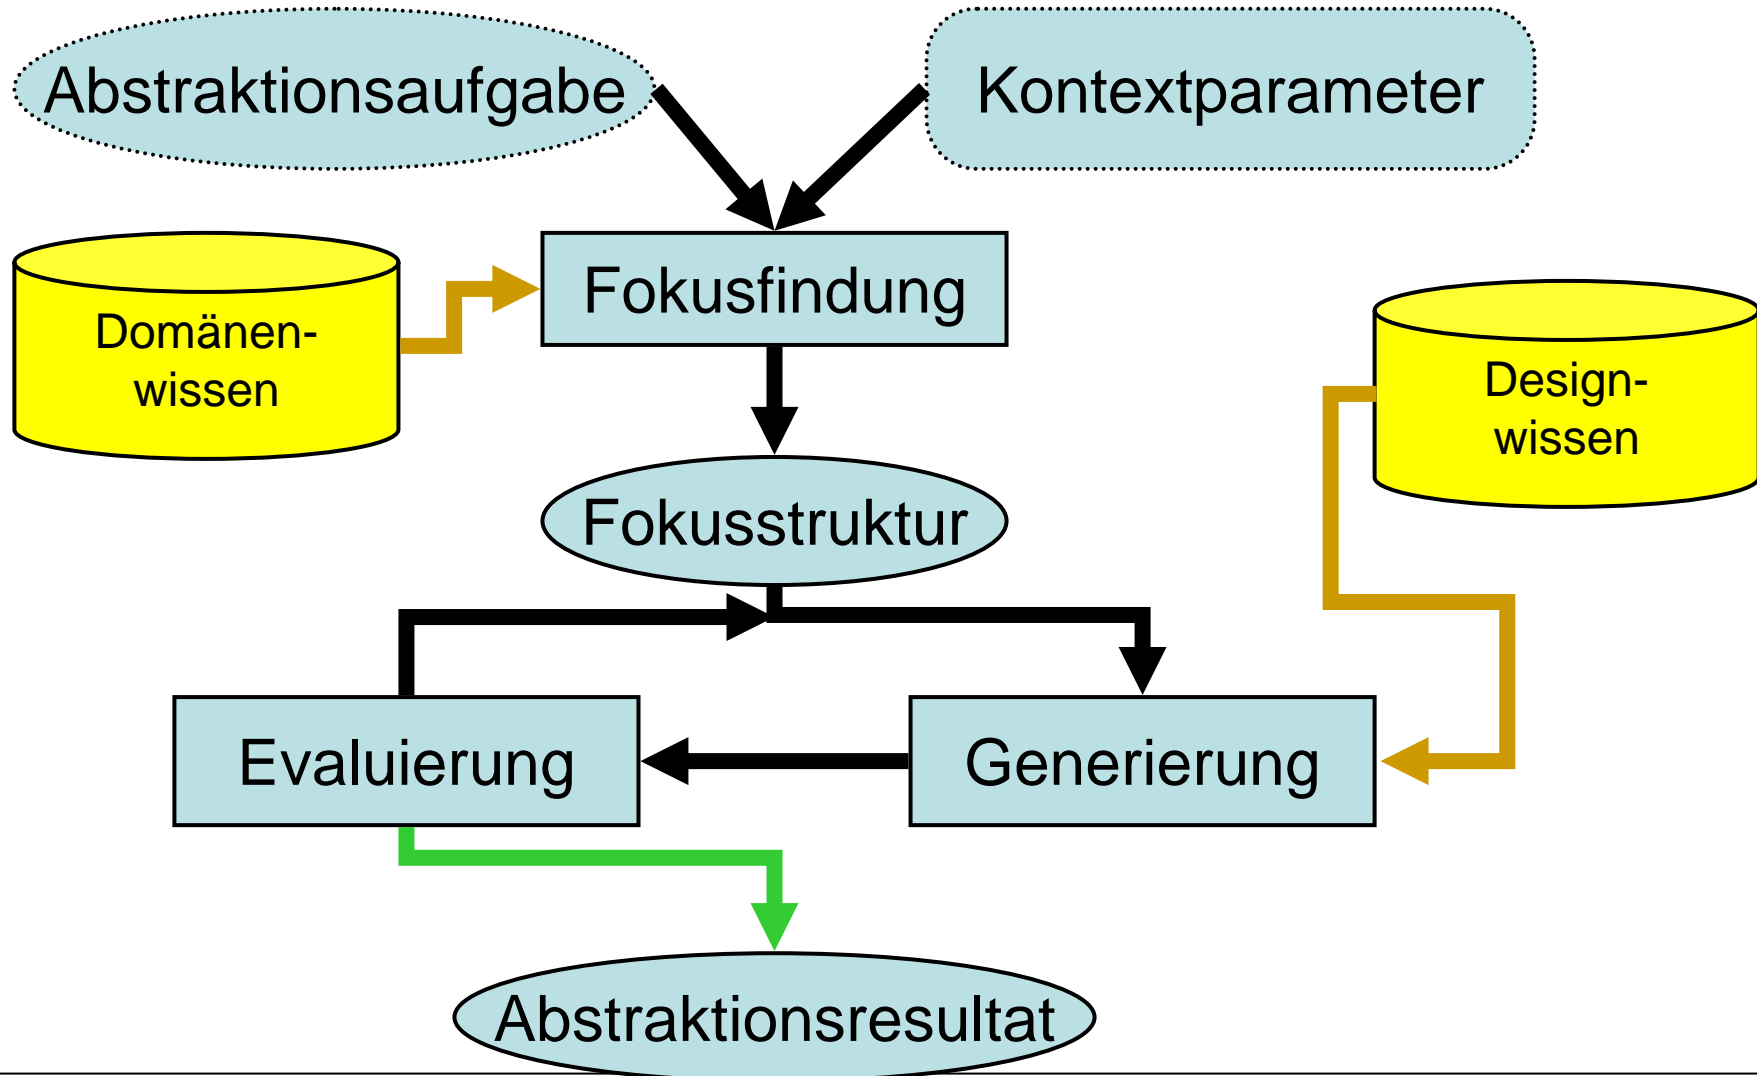 Abstraktionsaufgabe
Kontextparameter
Fokusfindung
Domänen-
wissen
Design-
wissen
Fokusstruktur
Evaluierung
Generierung
Abstraktionsresultat